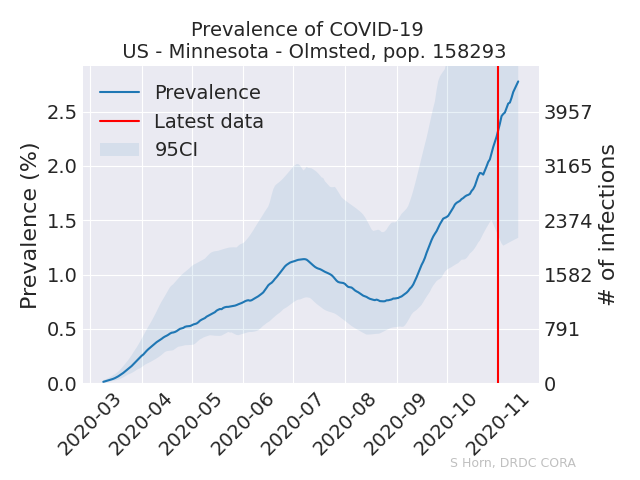 Prevalence of COVID-19
US - Minnesota - Olmsted, pop. 158293
Prevalence
Latest data
95CI
Prevalence (%)
2.5
2.0
1.5
1.0
0.5
0.0
3957
3165
2374
1582
791
0
# of infections
2020-03
2020-04
2020-05
2020-06
2020-07
2020-08
2020-09
2020-10
2020-11
S Horn, DRDC CORA